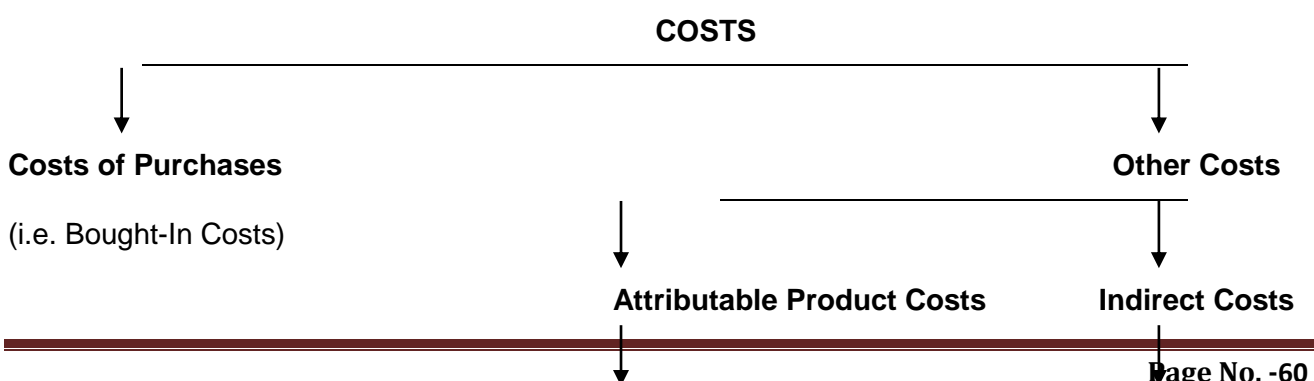 COSTS
Costs of Purchases Other Costs
(i.e. Bought-In Costs)
Attributable Product Costs Indirect Costs
Page No. -60